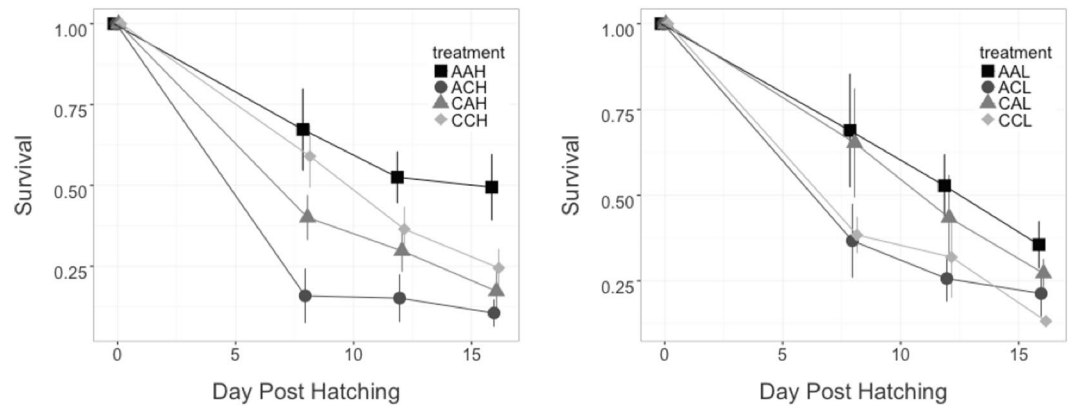 1.00
0.75
0.50
0.25
Survival
treatment
AAH
ACH
CAH
CCH
0 5 10 15
Day Post Hatching
1.00
0.75
0.50
0.25
Survival
treatment
AAL
ACL
CAL
CCL
0 5 10 15
Day Post Hatching